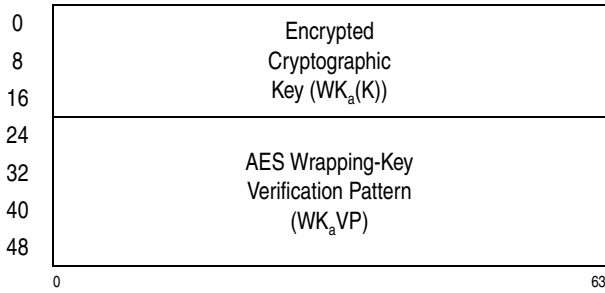 0
8
16
24
32
40
48
Encrypted
Cryptographic
Key (WKₐ(K))
AES Wrapping-Key
Verification Pattern
(WKₐVP)
0 63